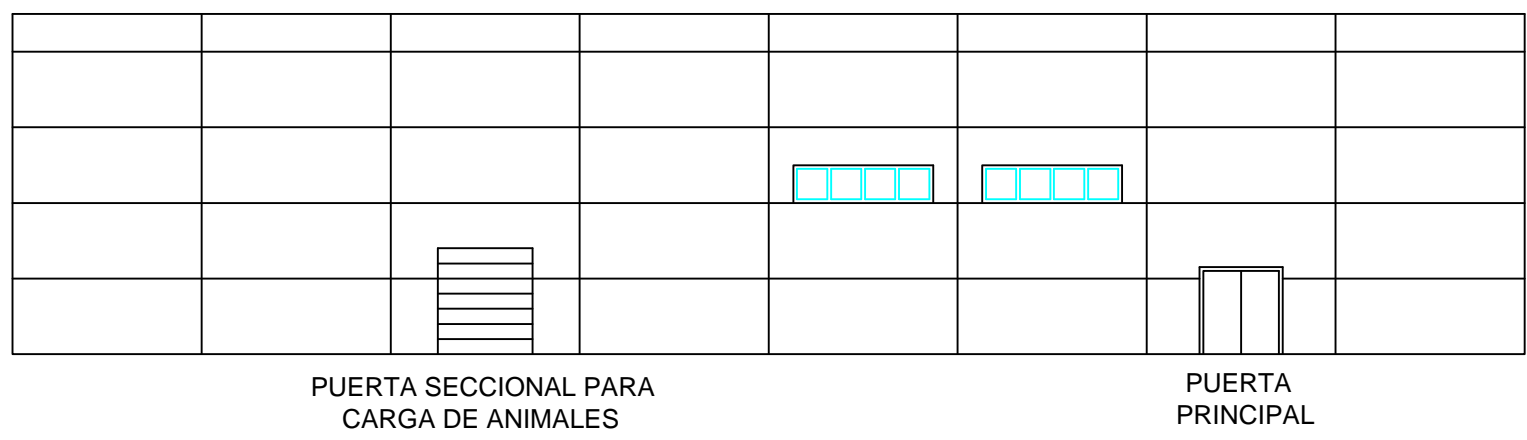 PUERTA SECCIONAL PARA
CARGA DE ANIMALES
PUERTA
PRINCIPAL